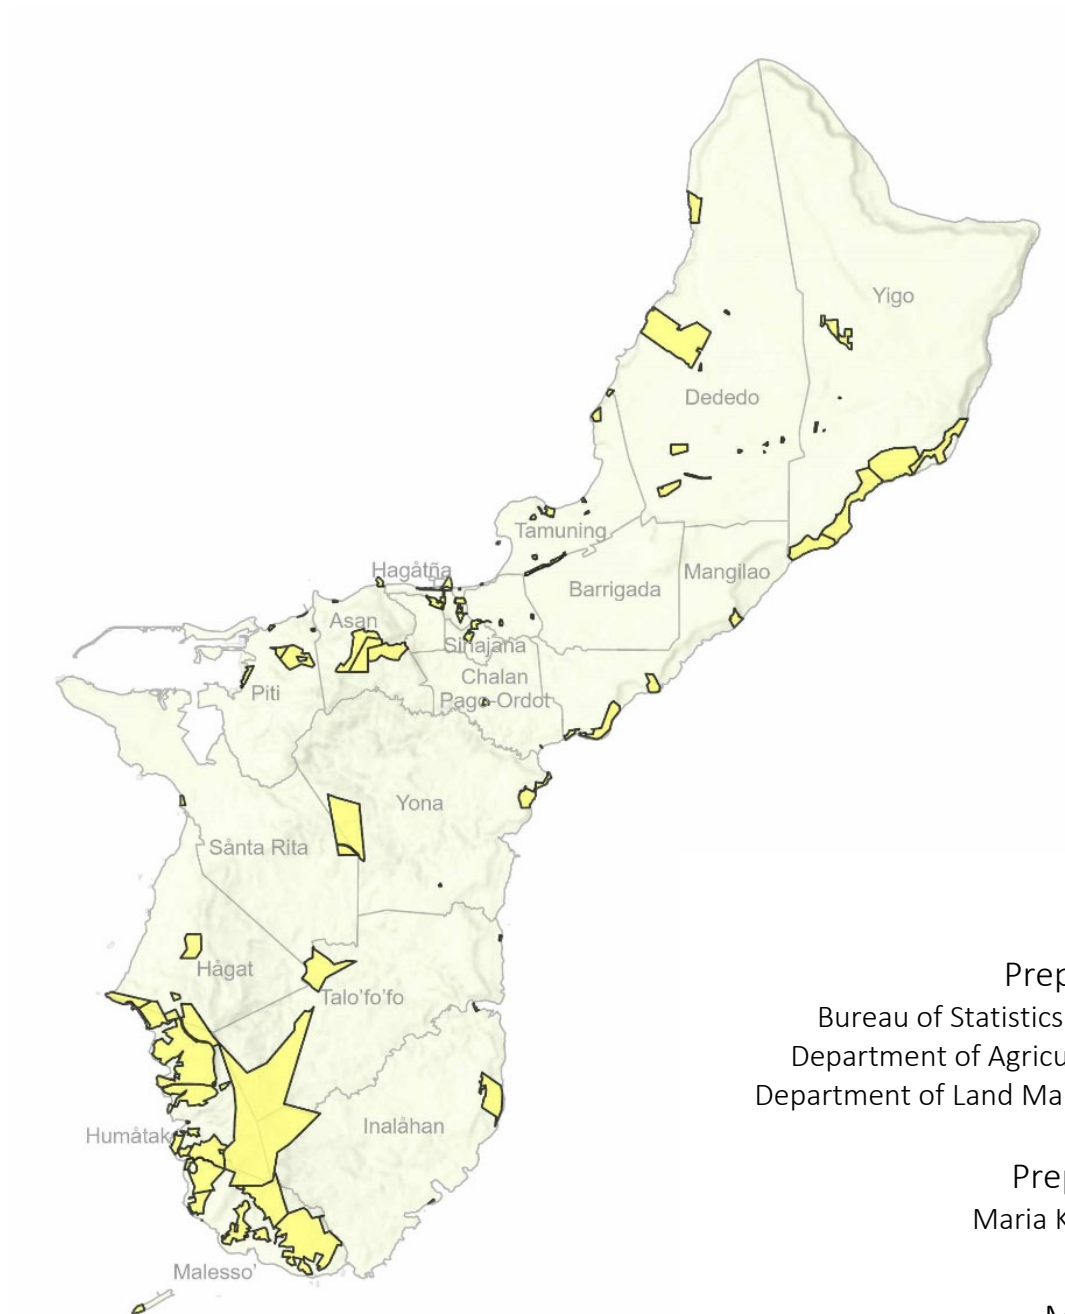 Yigo
Dededo
Tamuning
Hagåtña
Mangilao
Barrigada
Asan
Sinajana
Chalan
Pago-Ordot
Piti
Yona
Sånta Rita
Hågat
Talo'fo'fo
Inalåhan
Humåtak
Malesso'
Prep
Bureau of Statistics
Department of Agricu
Department of Land Ma
Prep
Maria K